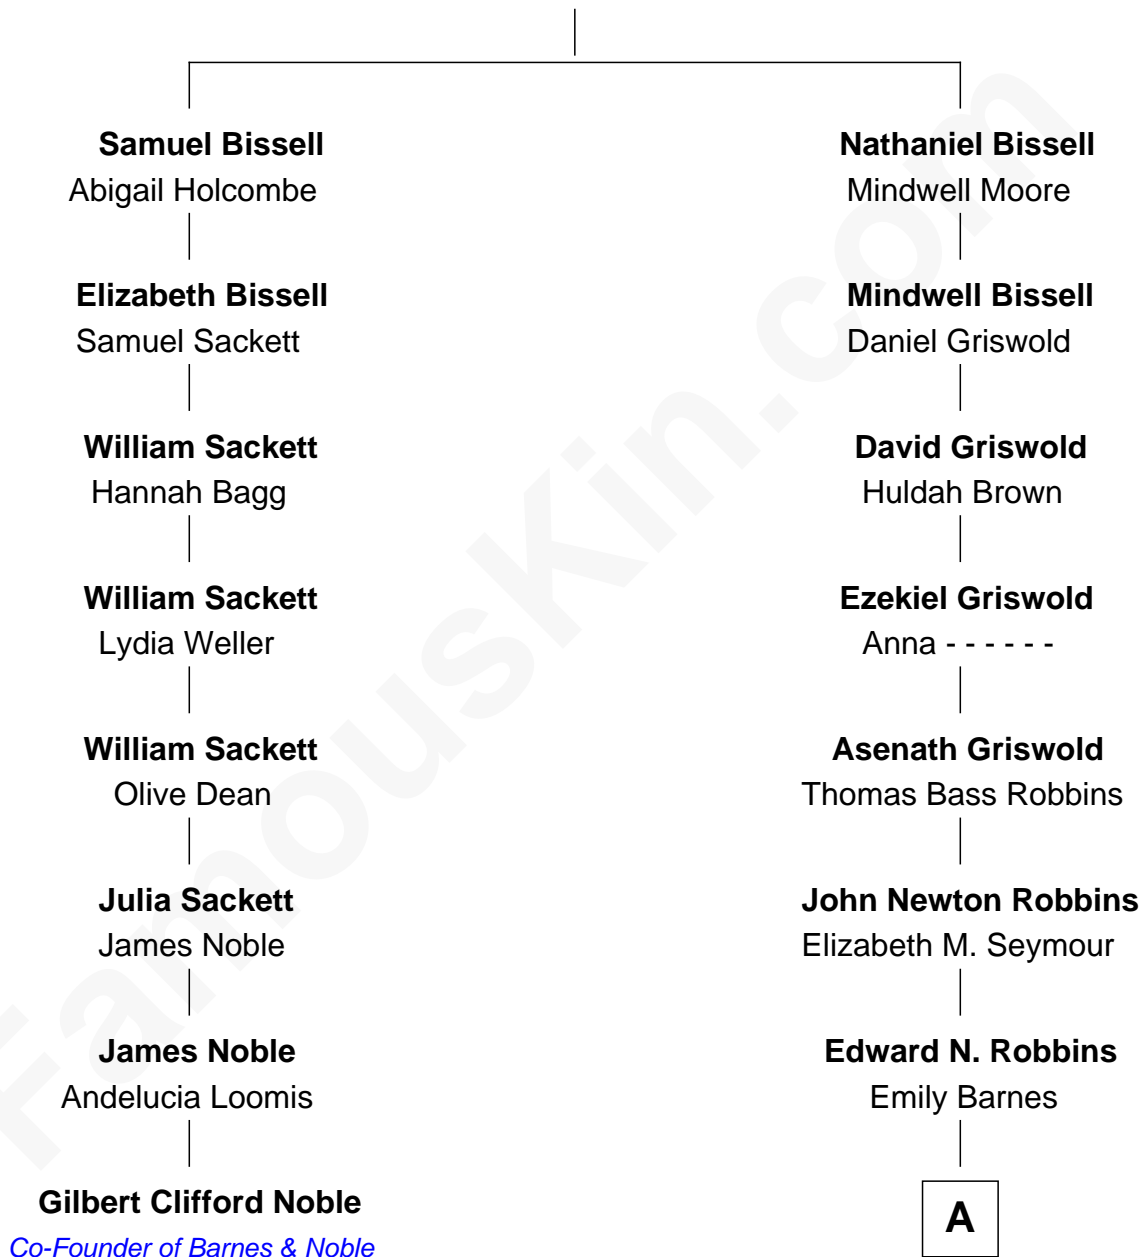 Samuel Bissell
Abigail Holcombe
Elizabeth Bissell
Samuel Sackett
William Sackett
Hannah Bagg
William Sackett
Lydia Weller
William Sackett
Olive Dean
Julia Sackett
James Noble
James Noble
Andelucia Loomis
Gilbert Clifford Noble
Co-Founder of Barnes & Noble
Nathaniel Bissell
Mindwell Moore
Mindwell Bissell
Daniel Griswold
David Griswold
Huldah Brown
Ezekiel Griswold
Anna - - - - - -
Asenath Griswold
Thomas Bass Robbins
John Newton Robbins
Elizabeth M. Seymour
Edward N. Robbins
Emily Barnes
A
FamousKin.com